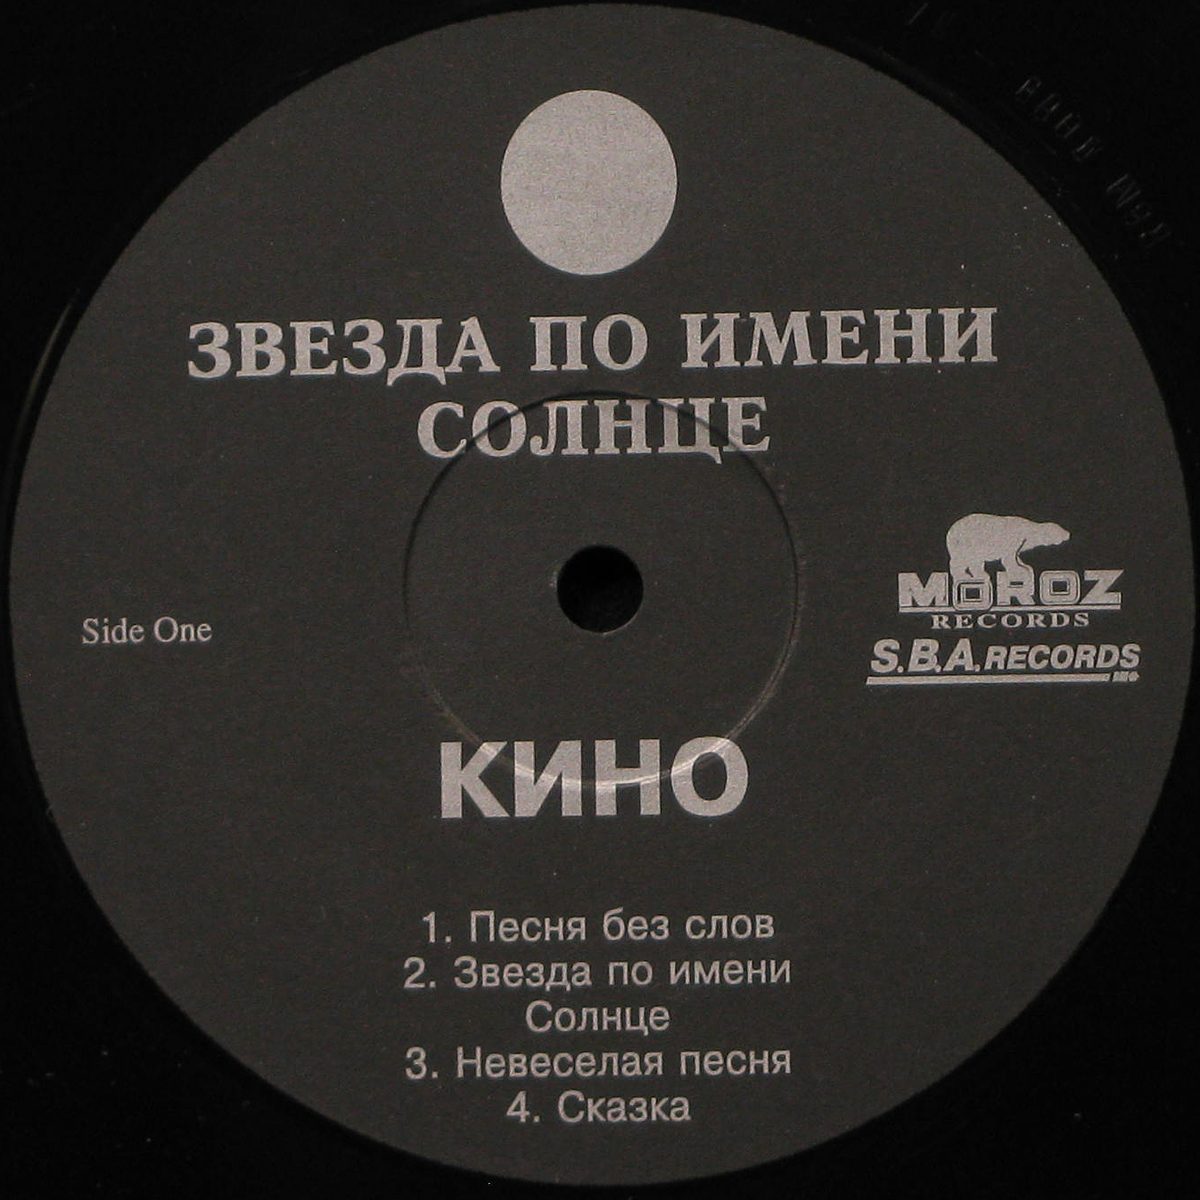 ЗВЕЗДА ПО ИМЕНИ
СОЛНЦЕ
Side One
MOROZ
RECORDS
S.B.A. RECORDS
КИНО
1. Песня без слов
2. Звезда по имени
Солнце
3. Невеселая песня
4. Сказка